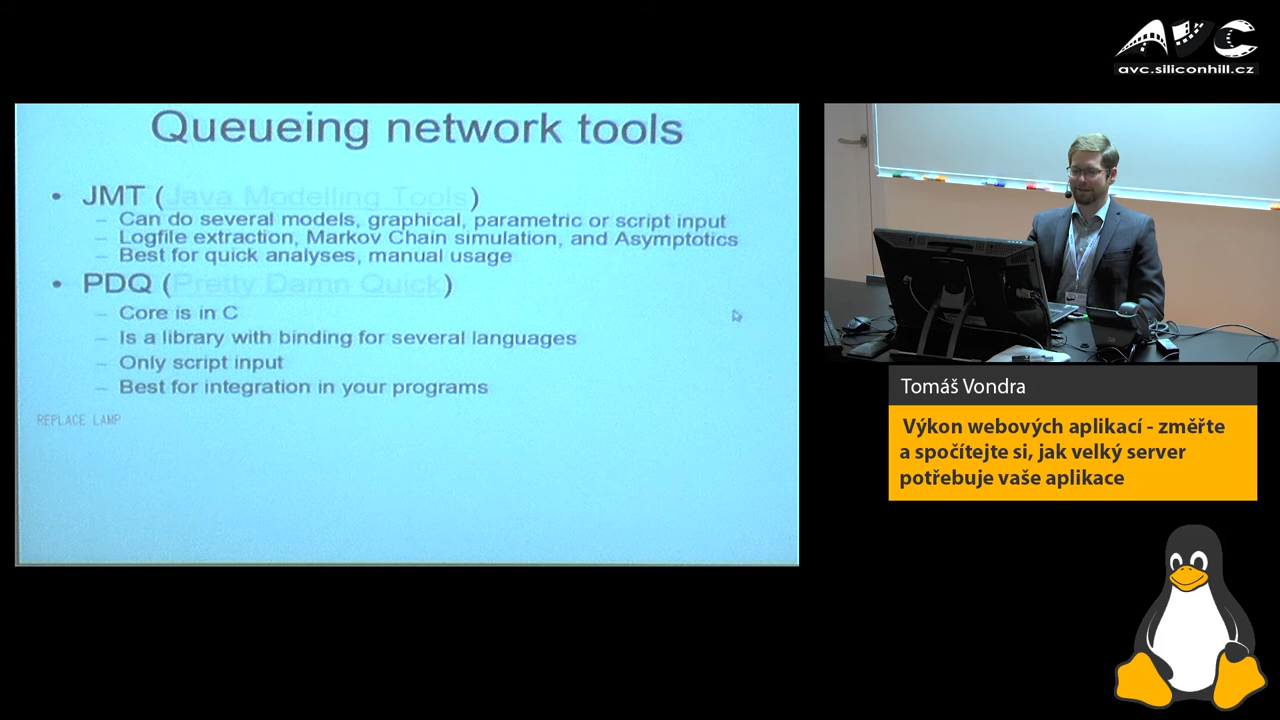 AVC
avc.siliconhill.cz
Queueing network tools
• JMT (Java Modelling Tools)
– Can do several models, graphical, parametric or script input
– Logfile extraction, Markov Chain simulation, and Asymptotics
– Best for quick analyses, manual usage
• PDQ (Pretty Damn Quick)
– Core is in C
– Is a library with binding for several languages
– Only script input
– Best for integration in your programs
REPLACE LAMP
Tomáš Vondra
Výkon webových aplikací - změřte
a spočítejte si, jak velký server
potřebuje vaše aplikace